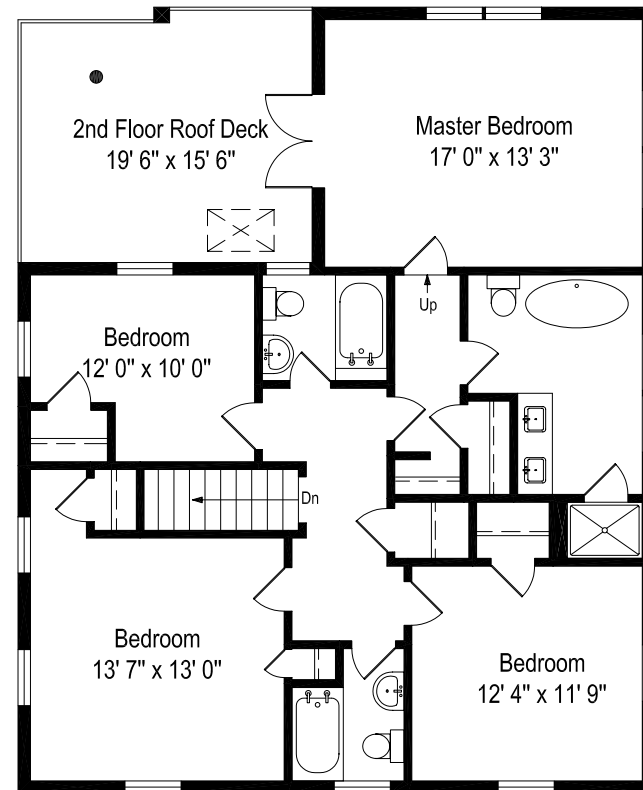 2nd Floor Roof Deck
19' 6" x 15' 6"
Master Bedroom
17' 0" x 13' 3"
Up
Bedroom
12' 0" x 10' 0"
Dn
Bedroom
13' 7" x 13' 0"
Bedroom
12' 4" x 11' 9"